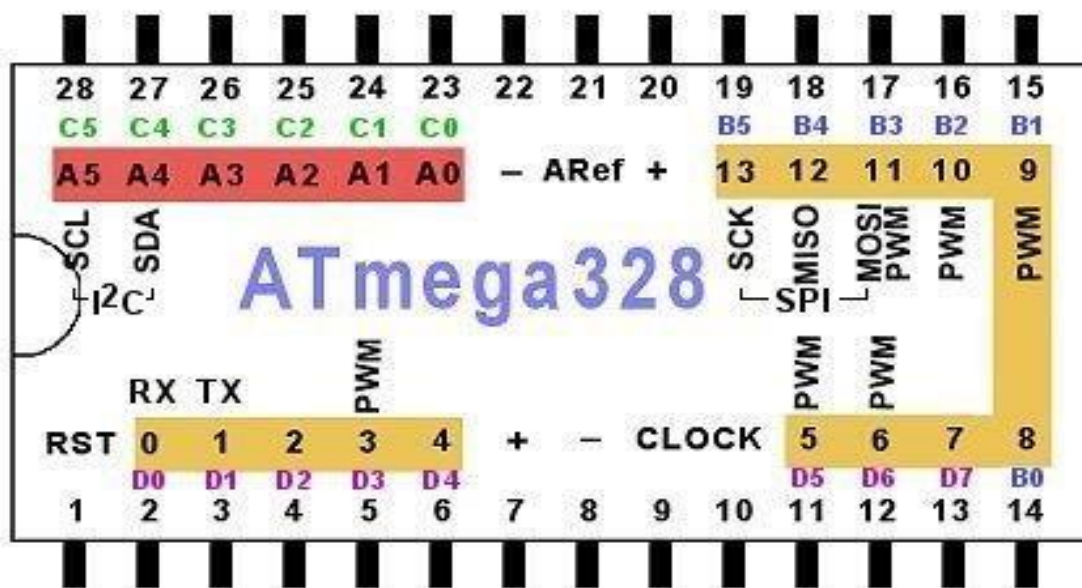 28 27 26 25 24 23 22 21 20 19 18 17 16 15
C5 C4 C3 C2 C1 C0 B5 B4 B3 B2 B1
A5 A4 A3 A2 A1 A0 – ARef + 13 12 11 10 9
SCL SDA SCK MISO MOSI PWM PWM PWM
I²C SPI
ATmega328
PWM PWM PWM
RX TX
RST 0 1 2 3 4 + – CLOCK 5 6 7 8
D0 D1 D2 D3 D4 D5 D6 D7 B0
1 2 3 4 5 6 7 8 9 10 11 12 13 14